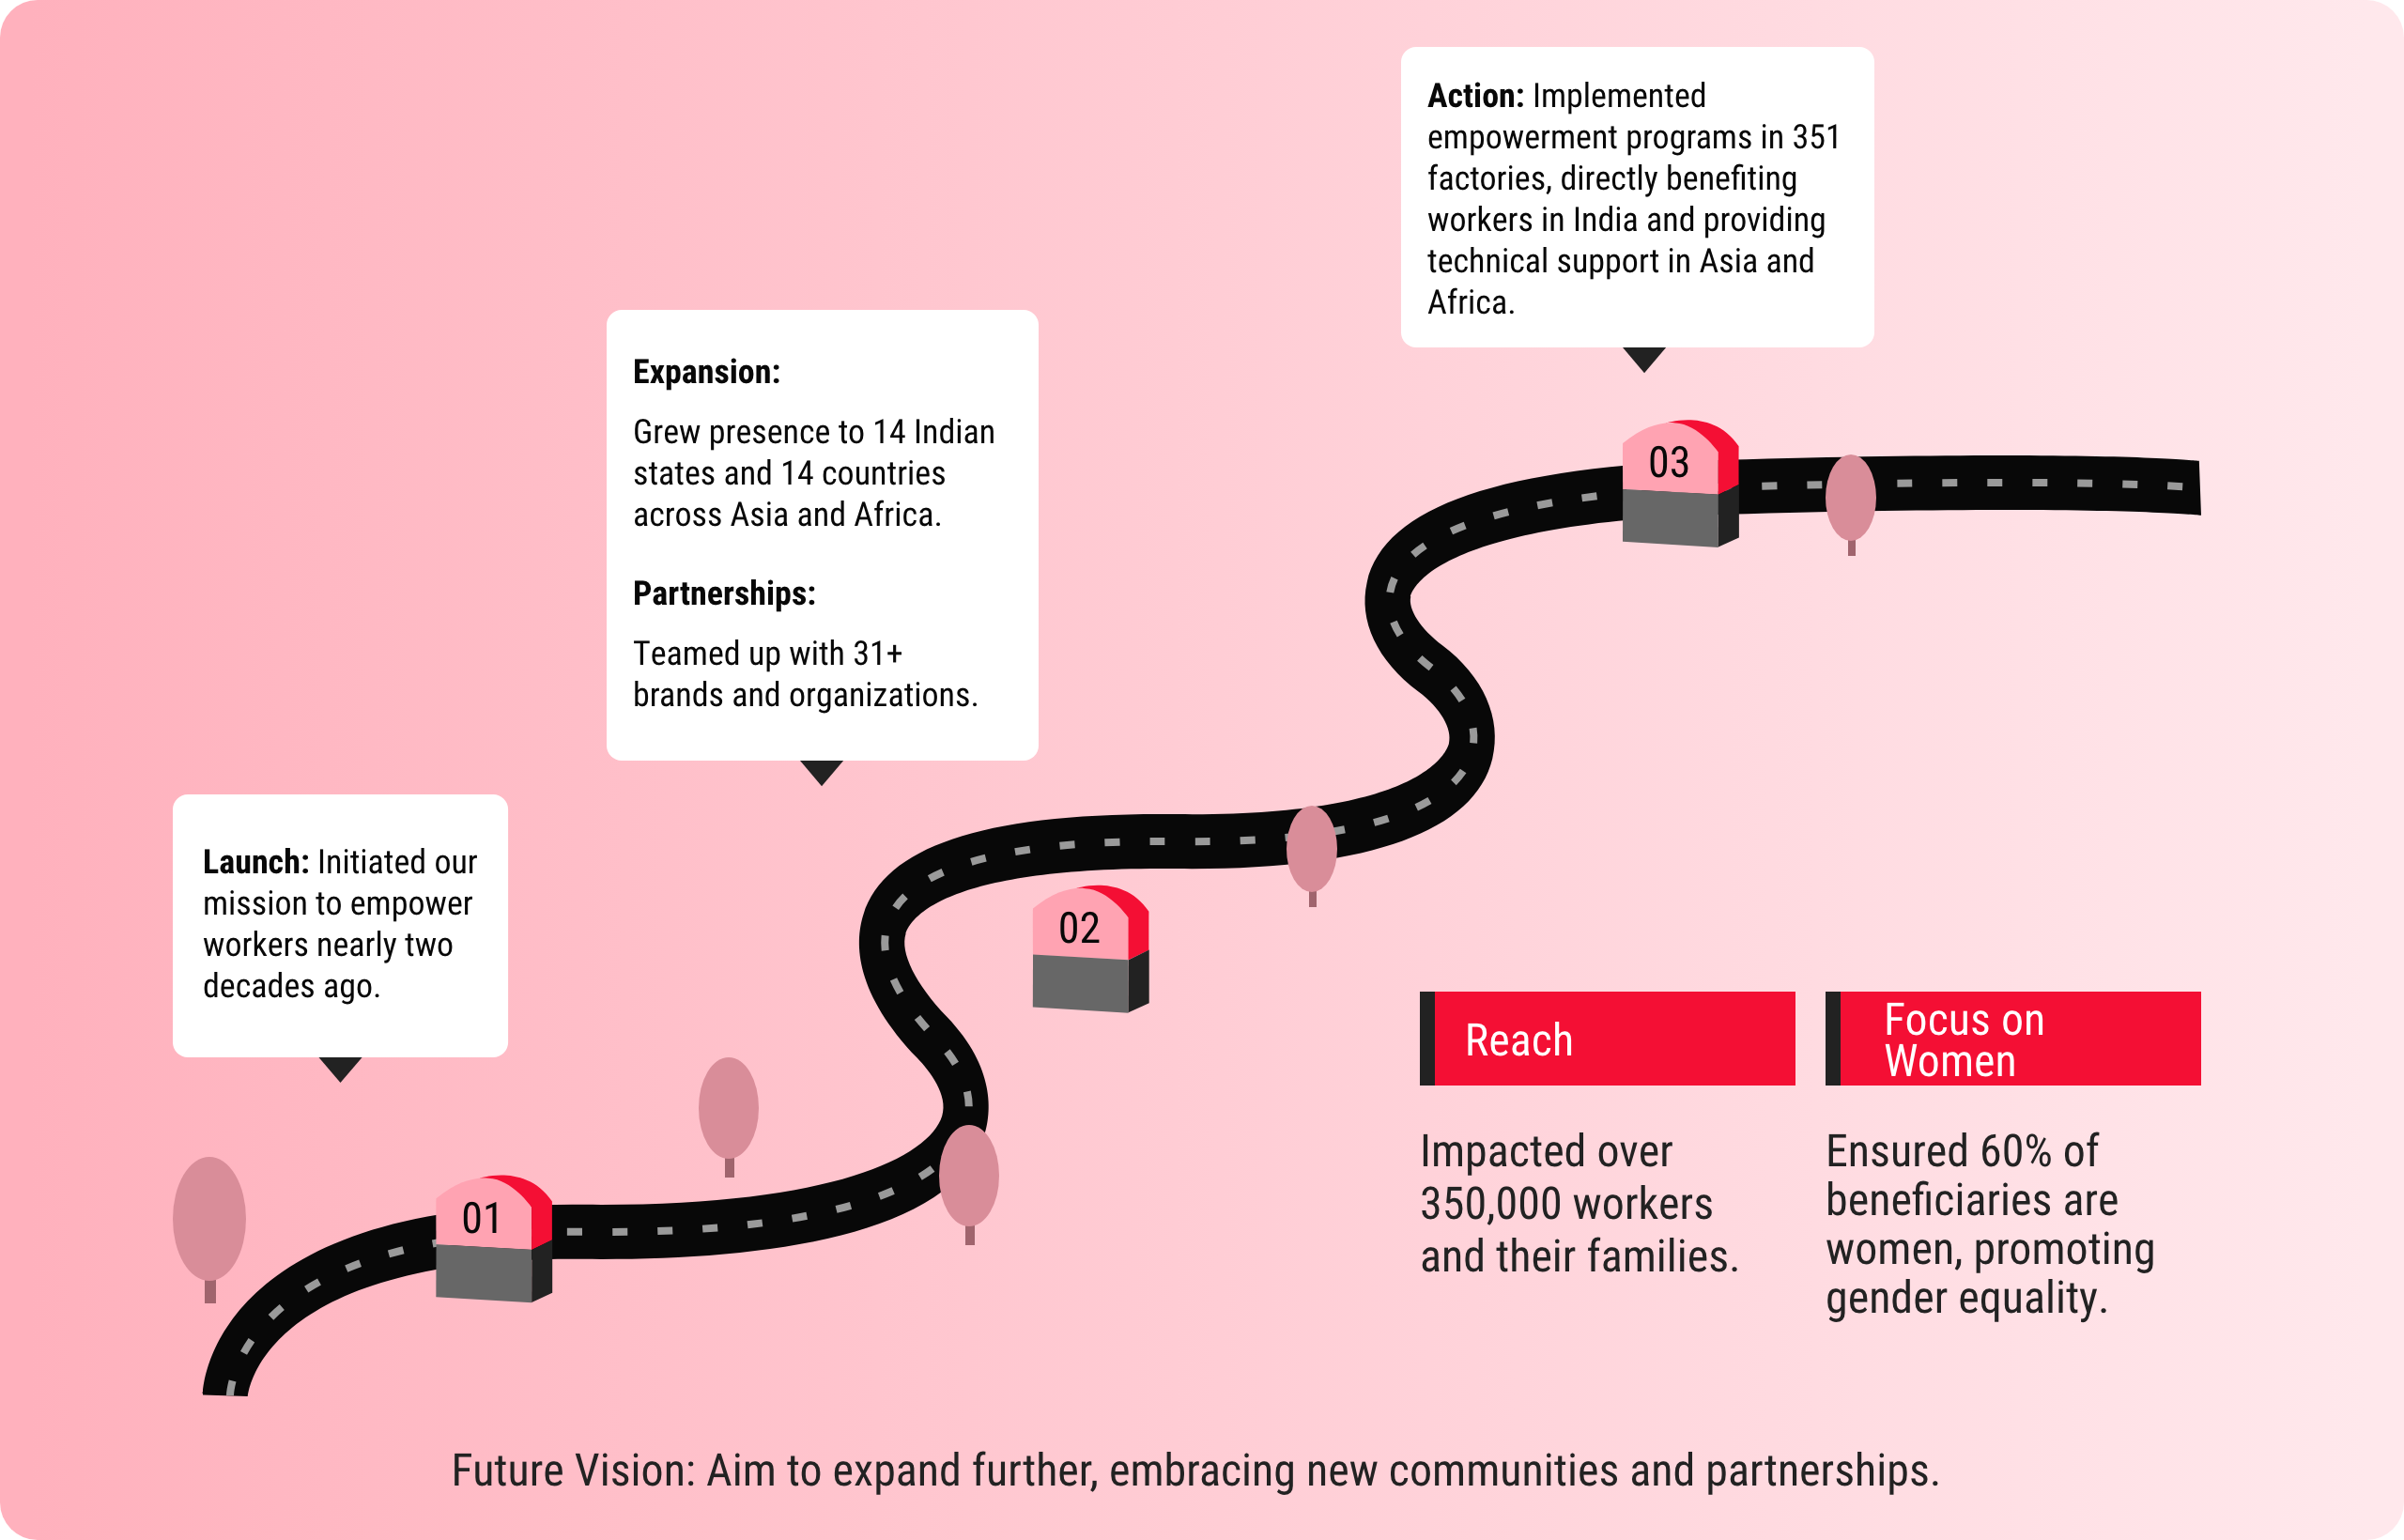 Launch: Initiated our
mission to empower
workers nearly two
decades ago.
01
Expansion:
Grew presence to 14 Indian
states and 14 countries
across Asia and Africa.
Partnerships:
Teamed up with 31+
brands and organizations.
02
Action: Implemented
empowerment programs in 351
factories, directly benefiting
workers in India and providing
technical support in Asia and
Africa.
03
Reach
Impacted over
350,000 workers
and their families.
Focus on
Women
Ensured 60% of
beneficiaries are
women, promoting
gender equality.
Future Vision: Aim to expand further, embracing new communities and partnerships.